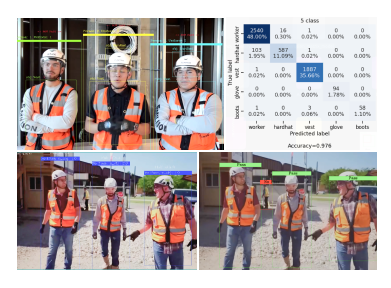 5 class
2540 16 1 0 0
48.00% 0.30% 0.02% 0.00% 0.00%
103 587 1 0 0
1.95% 11.09% 0.02% 0.00% 0.00%
1 0 1887 0 0
0.02% 0.00% 35.66% 0.00% 0.00%
0 0 0 94 0
0.00% 0.00% 0.00% 1.78% 0.00%
1 0 3 0 58
0.02% 0.00% 0.06% 0.00% 1.10%
True label
worker
hardhat
vest
glove
boots
worker hardhat vest glove boots
Predicted label
Accuracy=0.976